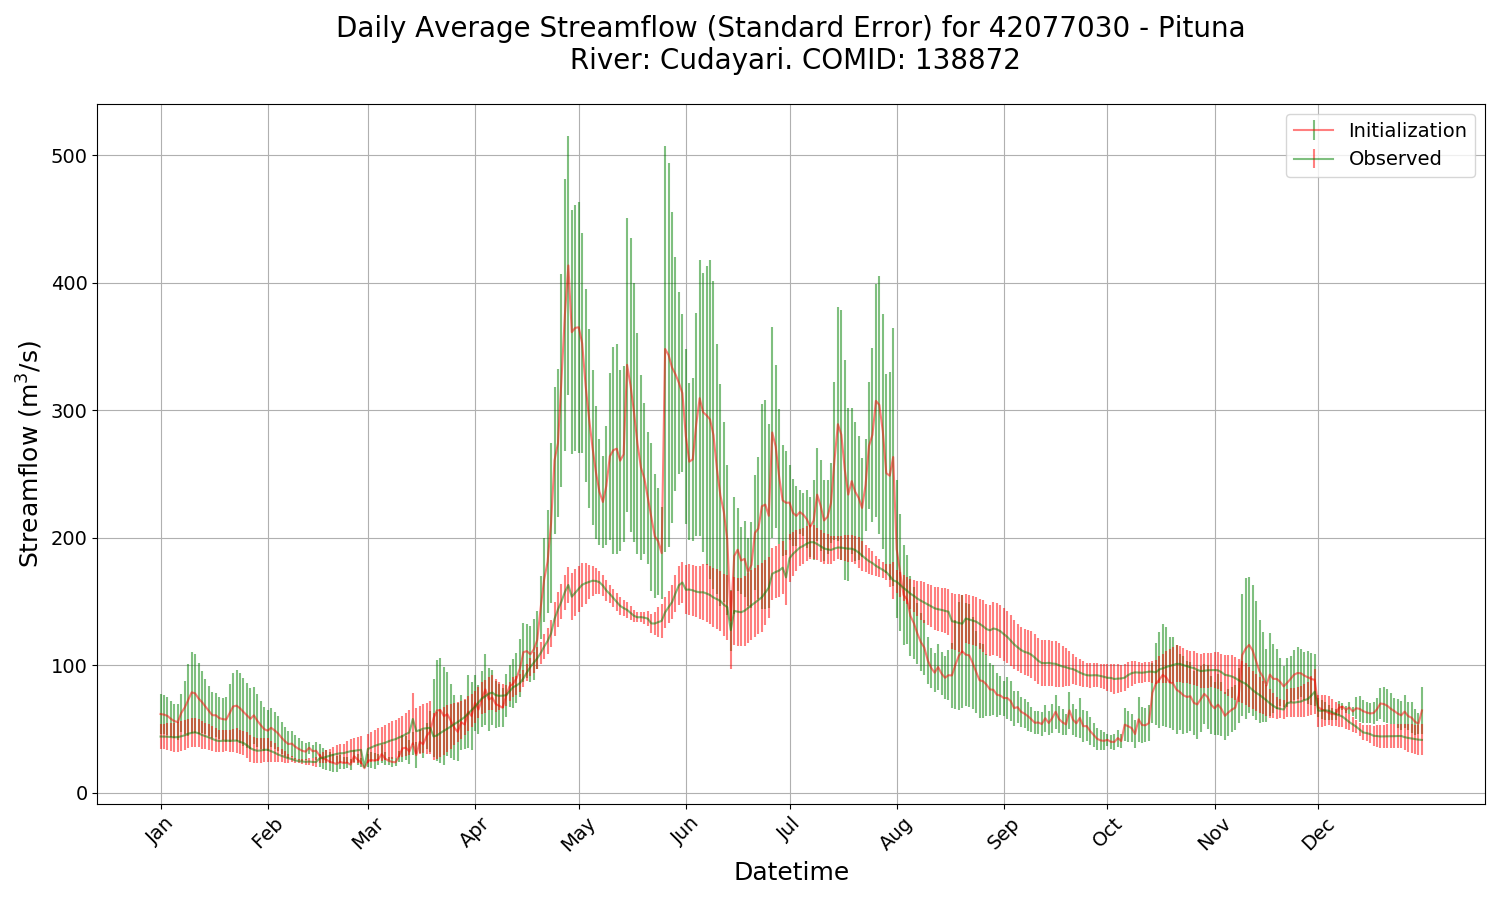 Daily Average Streamflow (Standard Error) for 42077030 - Pituna
River: Cudayari. COMID: 138872
Initialization
Observed
Streamflow (m³/s)
500
400
300
200
100
0
Jan
Feb
Mar
Apr
May
Jun
Jul
Aug
Sep
Oct
Nov
Dec
Datetime